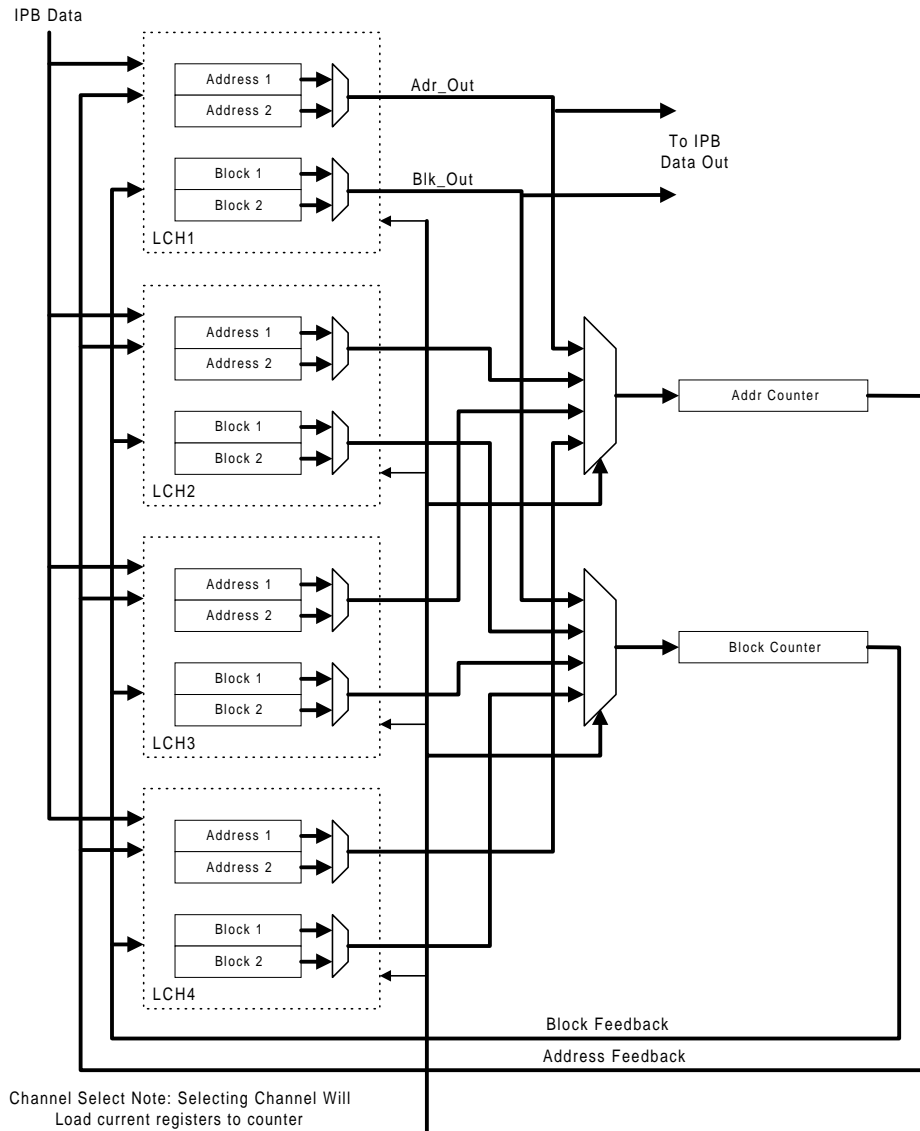 IPB Data
Address 1
Address 2
Adr_Out
To IPB
Data Out
Block 1
Block 2
Blk_Out
LCH1
Address 1
Address 2
Addr Counter
Block 1
Block 2
LCH2
Address 1
Address 2
Block Counter
Block 1
Block 2
LCH3
Address 1
Address 2
Block 1
Block 2
LCH4
Block Feedback
Address Feedback
Channel Select Note: Selecting Channel Will
Load current registers to counter